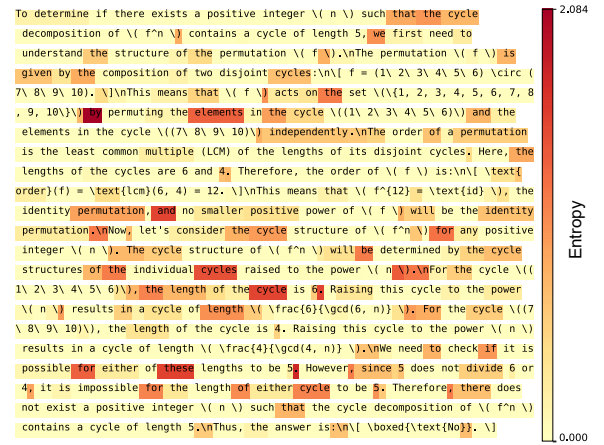 To determine if there exists a positive integer \( n \) such that the cycle
decomposition of \( f^n \) contains a cycle of length 5, we first need to
understand the structure of the permutation \( f \).\nThe permutation \( f \) is
given by the composition of two disjoint cycles:\n\[ f = (1\ 2\ 3\ 4\ 5\ 6) \circ (
7\ 8\ 9\ 10). \]\nThis means that \( f \) acts on the set \(\{1, 2, 3, 4, 5, 6, 7, 8
, 9, 10\}\) by permuting the elements in the cycle \((1\ 2\ 3\ 4\ 5\ 6)\) and the
elements in the cycle \((7\ 8\ 9\ 10)\) independently.\nThe order of a permutation
is the least common multiple (LCM) of the lengths of its disjoint cycles. Here, the
lengths of the cycles are 6 and 4. Therefore, the order of \( f \) is:\n\[ \text{
order}(f) = \text{lcm}(6, 4) = 12. \]\nThis means that \( f^{12} = \text{id} \), the
identity permutation, and no smaller positive power of \( f \) will be the identity
permutation.\nNow, let's consider the cycle structure of \( f^n \) for any positive
integer \( n \). The cycle structure of \( f^n \) will be determined by the cycle
structures of the individual cycles raised to the power \( n \).\nFor the cycle \((
1\ 2\ 3\ 4\ 5\ 6)\), the length of the cycle is 6. Raising this cycle to the power
\( n \) results in a cycle of length \( \frac{6}{\gcd(6, n)} \). For the cycle \((7
\ 8\ 9\ 10)\), the length of the cycle is 4. Raising this cycle to the power \( n \)
results in a cycle of length \( \frac{4}{\gcd(4, n)} \).\nWe need to check if it is
possible for either of these lengths to be 5. However, since 5 does not divide 6 or
4, it is impossible for the length of either cycle to be 5. Therefore, there does
not exist a positive integer \( n \) such that the cycle decomposition of \( f^n \)
contains a cycle of length 5.\nThus, the answer is:\n\[ \boxed{\text{No}}. \]
2.084
Entropy
0.000